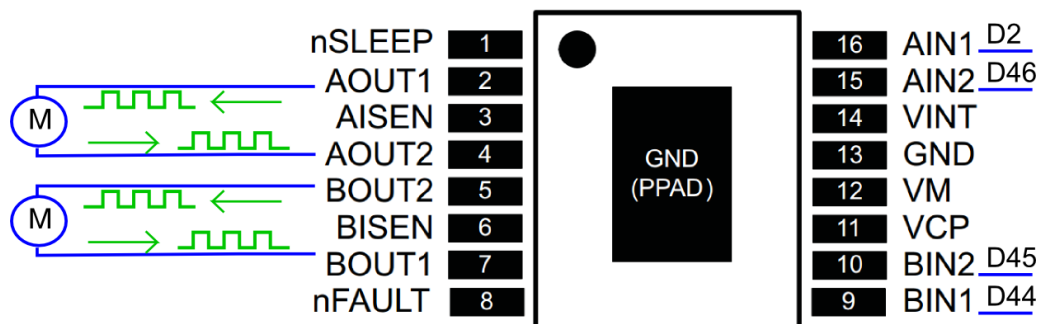 nSLEEP 1 16 AIN1 D2
AOUT1 2 15 AIN2 D46
M AISEN 3 14 VINT
AOUT2 4 GND 13 GND
BOUT2 5 (PPAD) 12 VM
M BISEN 6 11 VCP
BOUT1 7 10 BIN2 D45
nFAULT 8 9 BIN1 D44